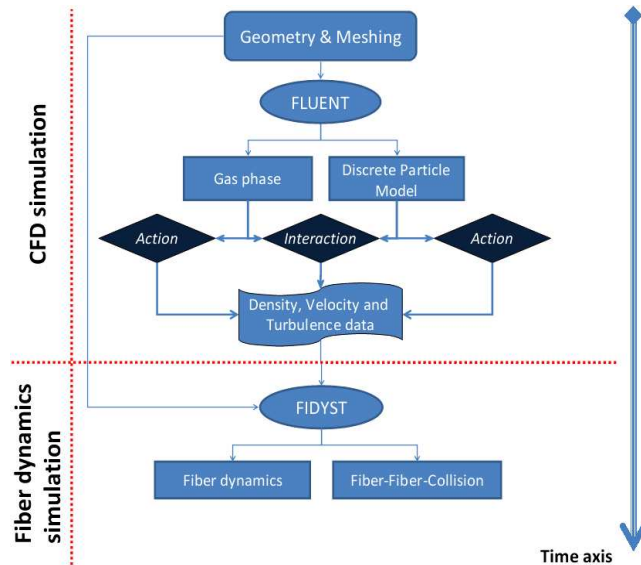 Geometry & Meshing
FLUENT
Gas phase
Discrete Particle
Model
Action
Interaction
Action
Density, Velocity and
Turbulence data
CFD simulation
FIDYST
Fiber dynamics
Fiber-Fiber-Collision
Fiber dynamics
simulation
Time axis